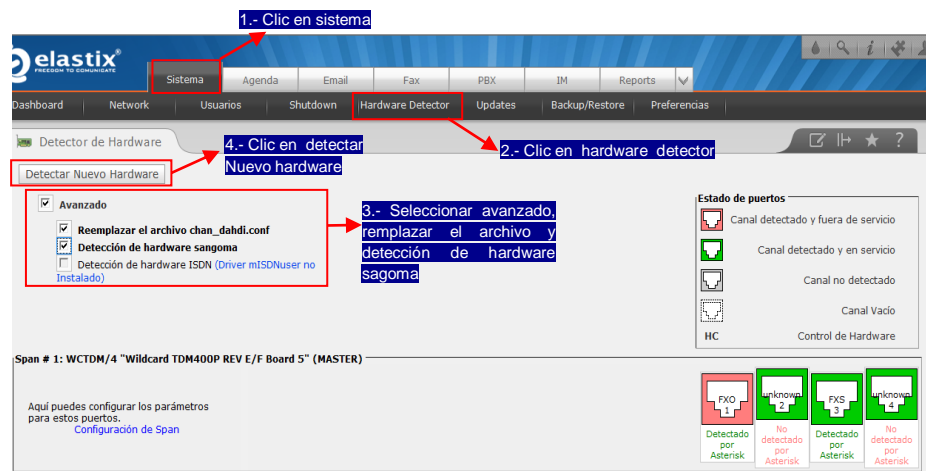 1.- Clic en sistema
elastix®
FREEDOM TO COMMUNICATE
Sistema Agenda Email Fax PBX IM Reports
Dashboard Network Usuarios Shutdown Hardware Detector Updates Backup/Restore Preferencias
Detector de Hardware
4.- Clic en detectar
Nuevo hardware
2.- Clic en hardware detector
Detectar Nuevo Hardware
Avanzado
Reemplazar el archivo chan_dahdi.conf
Detección de hardware sangoma
Detección de hardware ISDN (Driver mISDNuser no
Instalado)
3.- Seleccionar avanzado,
remplazar el archivo y
detección de hardware
sagoma
Estado de puertos
Canal detectado y fuera de servicio
Canal detectado y en servicio
Canal no detectado
Canal Vacío
HC Control de Hardware
Span # 1: WCTDM/4 "Wildcard TDM400P REV E/F Board 5" (MASTER)
Aquí puedes configurar los parámetros
para estos puertos.
Configuración de Span
FXO
1
Detectado
por
Asterisk
unknown
2
No
detectado
por
Asterisk
FXS
3
Detectado
por
Asterisk
unknown
4
No
detectado
por
Asterisk